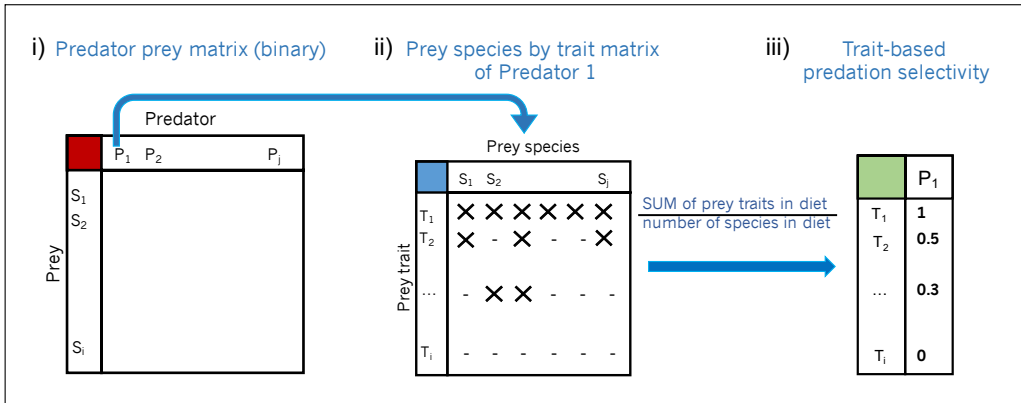 i) Predator prey matrix (binary)
ii) Prey species by trait matrix
of Predator 1
iii) Trait-based
predation selectivity
Predator
P1 P2 Pj
Prey
S1
S2
Si
Prey species
S1 S2 Sj
Prey trait
T1 X X X X X X
T2 X - X - - X
... - X X - - -
Ti - - - - - -
SUM of prey traits in diet
number of species in diet
P1
T1 1
T2 0.5
... 0.3
Ti 0